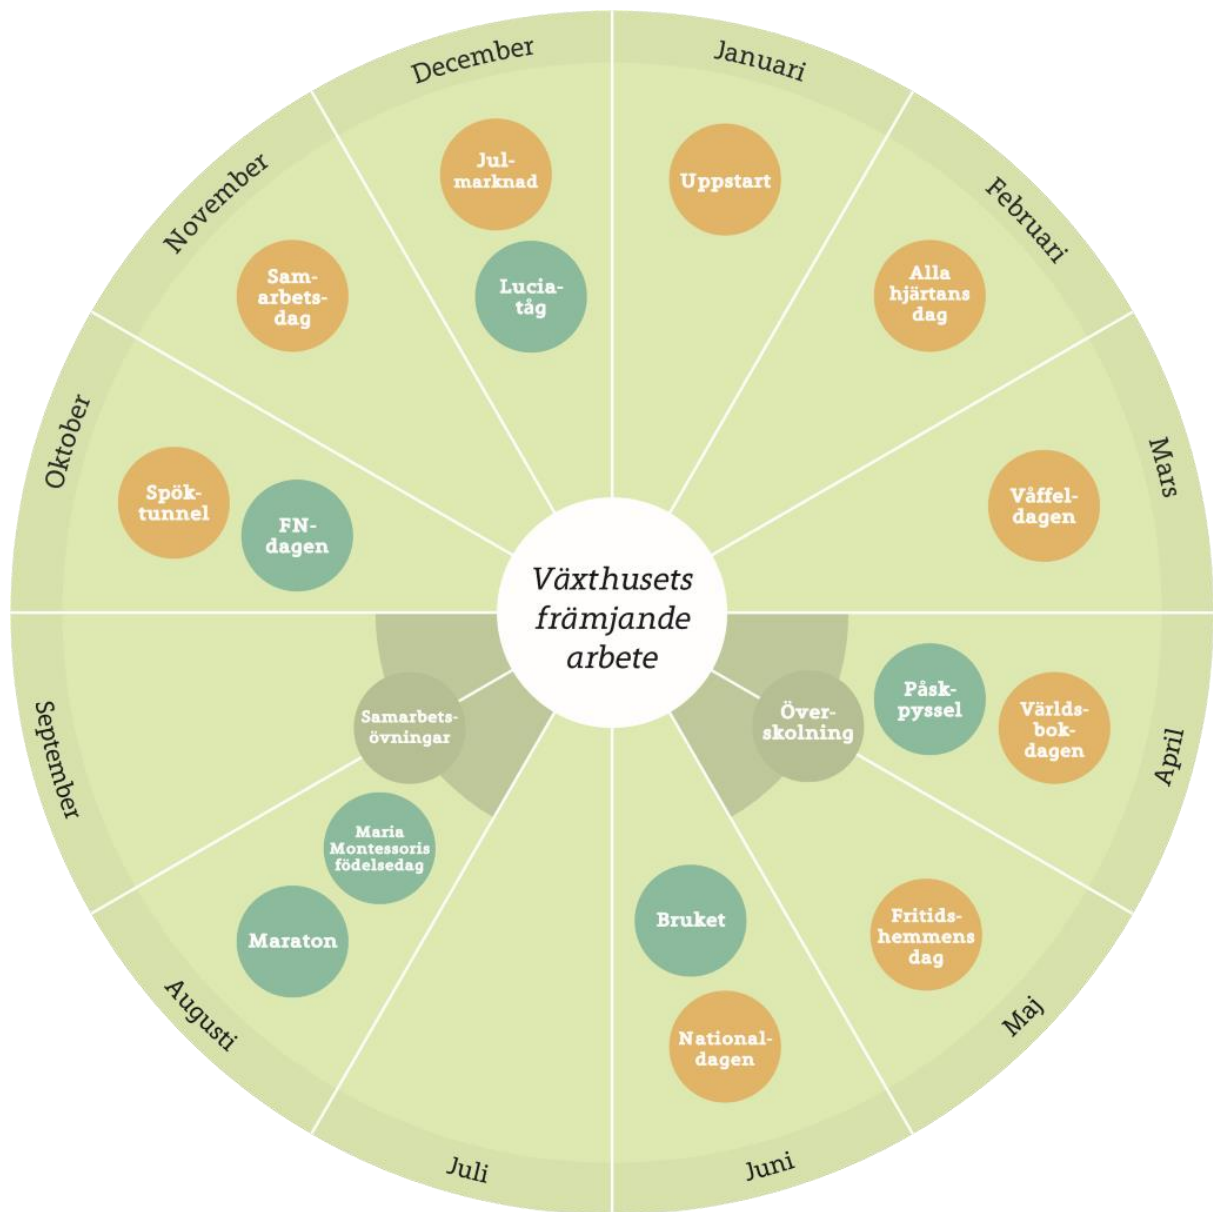 Januari
Uppstart
Februari
Alla
hjärtans
dag
Mars
Våffel-
dagen
April
Påsk-
pyssel
Världs-
bok-
dagen
Över-
skolning
Maj
Fritids-
hemmens
dag
Juni
Bruket
National-
dagen
Juli
Augusti
Maria
Montessoris
födelsedag
Maraton
Samarbets-
övningar
September
Oktober
Spök-
tunnel
FN-
dagen
November
Sam-
arbets-
dag
December
Jul-
marknad
Lucia-
tåg
Växthusets
främjande
arbete